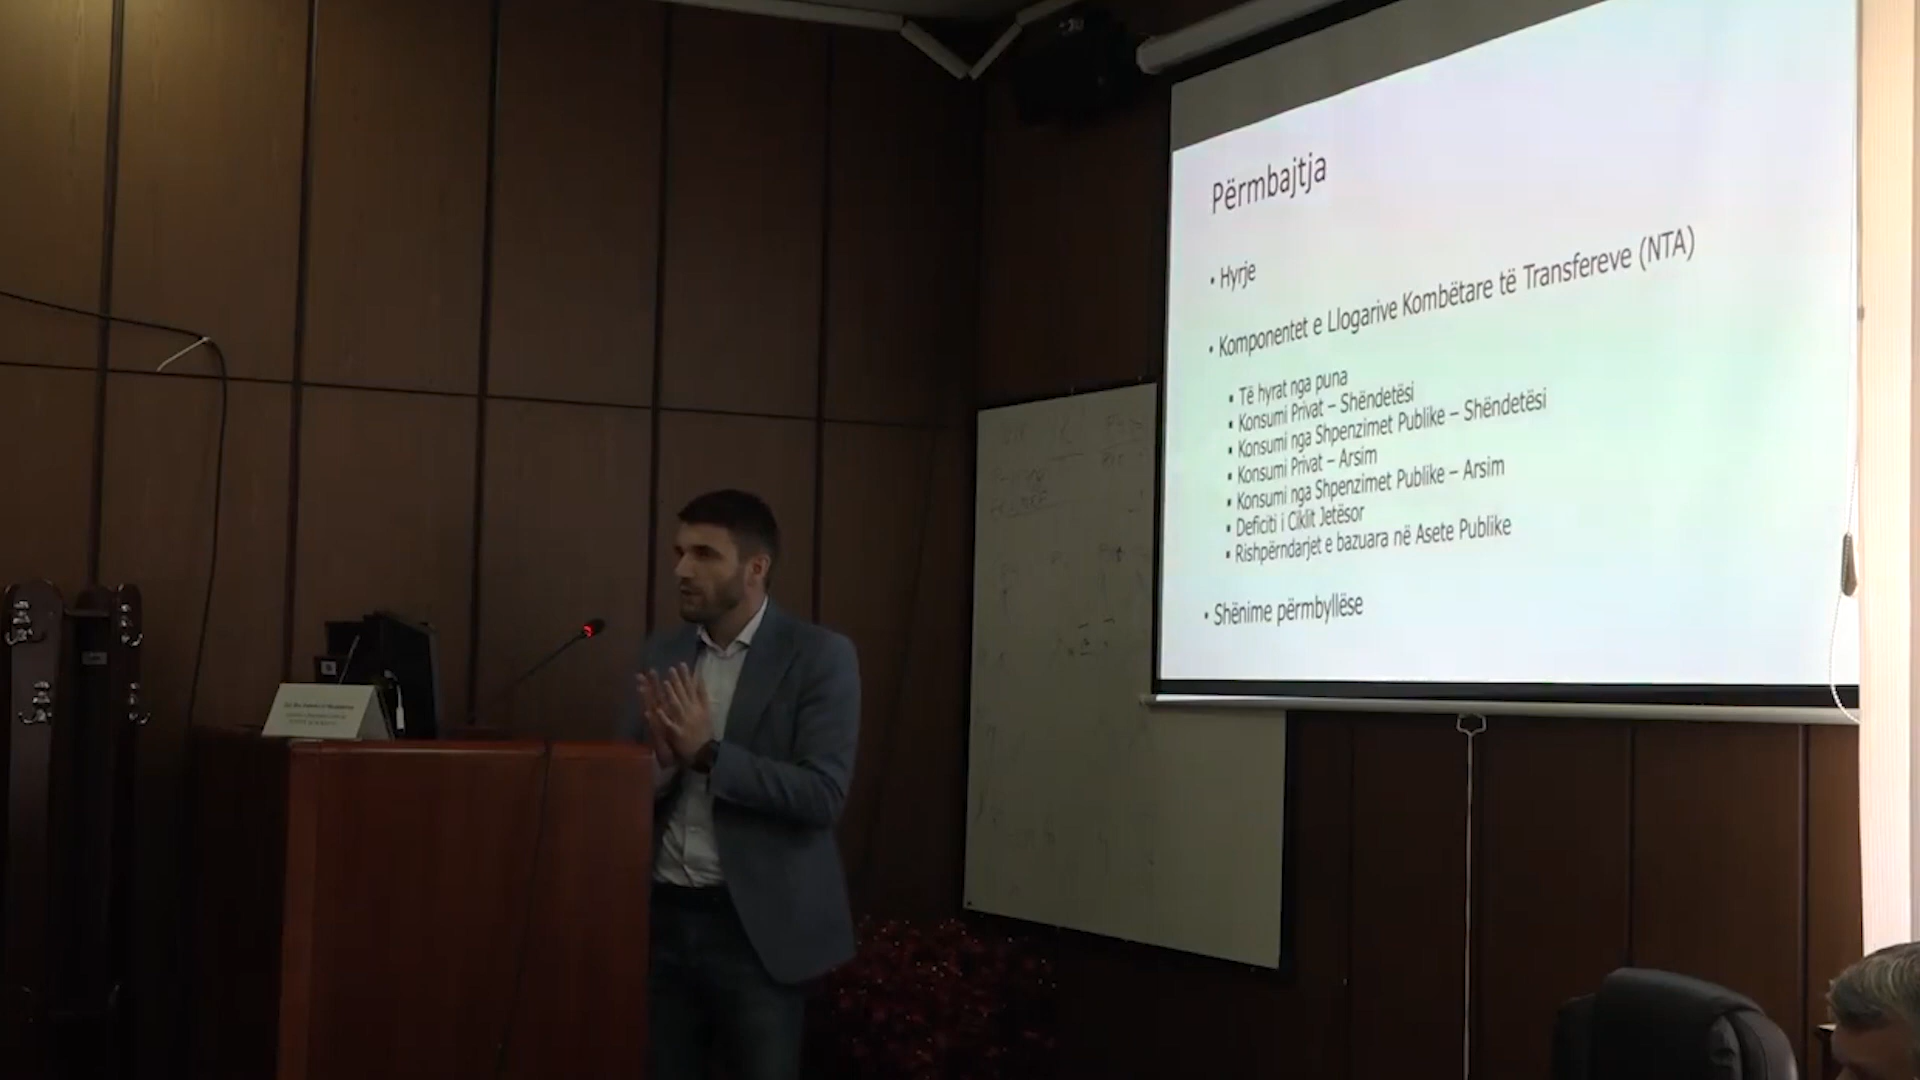 Përmbajtja
• Hyrje
• Komponentet e Llogarive Kombëtare të Transfereve (NTA)
▪ Të hyrat nga puna
▪ Konsumi Privat – Shëndetësi
▪ Konsumi nga Shpenzimet Publike – Shëndetësi
▪ Konsumi Privat – Arsim
▪ Konsumi nga Shpenzimet Publike – Arsim
▪ Deficiti i Ciklit Jetësor
▪ Rishpërndarjet e bazuara në Asete Publike
• Shënime përmbyllëse